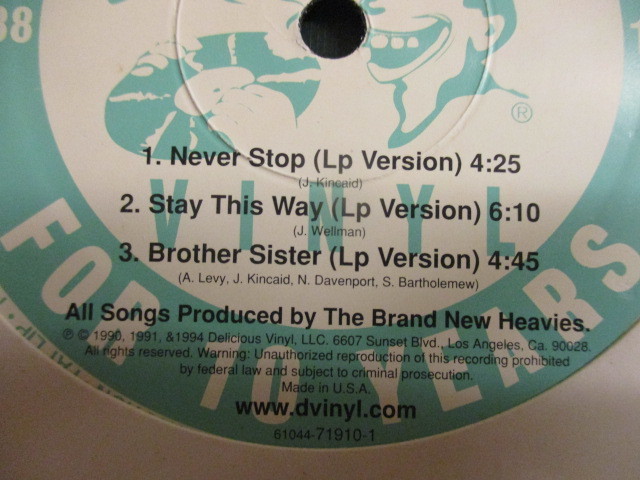 88
®
1. Never Stop (Lp Version) 4:25
(J. Kincaid)
VINYL
2. Stay This Way (Lp Version) 6:10
(J. Wellman)
3. Brother Sister (Lp Version) 4:45
(A. Levy, J. Kincaid, N. Davenport, S. Bartholemew)
All Songs Produced by The Brand New Heavies.
℗ © 1990, 1991, &1994 Delicious Vinyl, LLC. 6607 Sunset Blvd., Los Angeles, Ca. 90028.
All rights reserved. Warning: Unauthorized reproduction of this recording prohibited
by federal law and subject to criminal prosecution.
Made in U.S.A.
www.dvinyl.com
61044-71910-1
FOR 10 YEARS